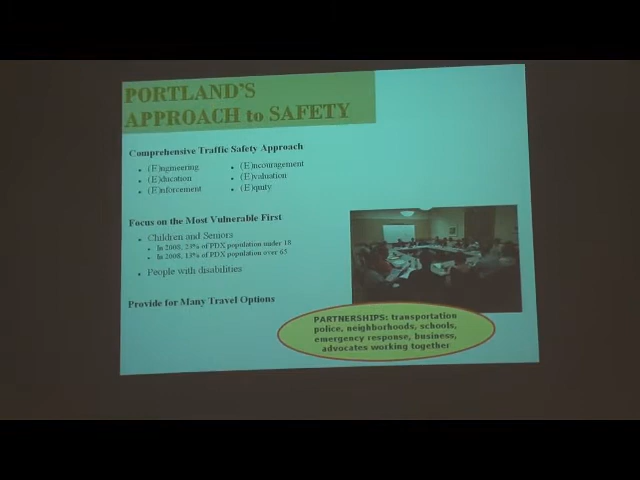 PORTLAND'S
APPROACH to SAFETY
Comprehensive Traffic Safety Approach
• (E)ngineering
• (E)ducation
• (E)nforcement
• (E)ncouragement
• (E)valuation
• (E)quity
Focus on the Most Vulnerable First
• Children and Seniors
• In 2008, 21% of PDX population under 18
• In 2008, 13% of PDX population over 65
• People with disabilities
Provide for Many Travel Options
PARTNERSHIPS: transportation
police, neighborhoods, schools,
emergency response, business,
advocates working together